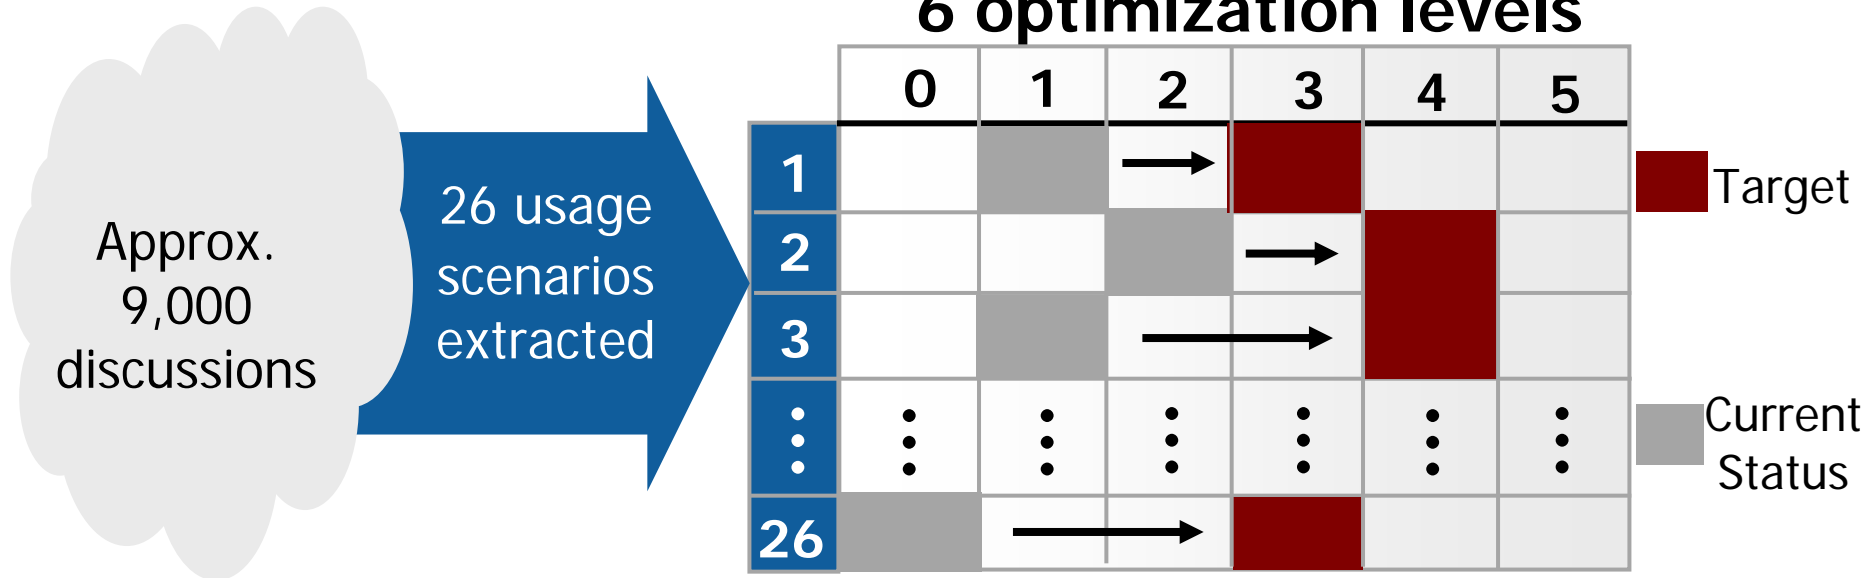 6 optimization levels
0 1 2 3 4 5
Approx.
9,000
discussions
26 usage
scenarios
extracted
1
2
3
26
Target
Current
Status